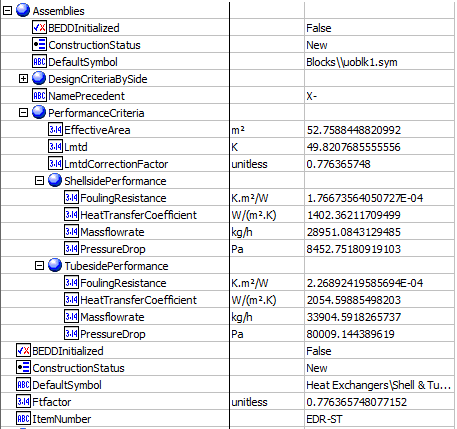 Assemblies
BEDDInitialized False
ConstructionStatus New
DefaultSymbol Blocks\\uoblk1.sym
DesignCriteriaBySide
NamePrecedent X-
PerformanceCriteria
EffectiveArea m² 52.7588448820992
Lmtd K 49.8207685555556
LmtdCorrectionFactor unitless 0.776365748
ShellsidePerformance
FoulingResistance K.m²/W 1.76673564050727E-04
HeatTransferCoefficient W/(m².K) 1402.36211709499
Massflowrate kg/h 28951.0843129485
PressureDrop Pa 8452.75180919103
TubesidePerformance
FoulingResistance K.m²/W 2.26892419585694E-04
HeatTransferCoefficient W/(m².K) 2054.59885498203
Massflowrate kg/h 33904.5918265737
PressureDrop Pa 80009.144389619
BEDDInitialized False
ConstructionStatus New
DefaultSymbol Heat Exchangers\Shell & Tu...
Ftfactor unitless 0.776365748077152
ItemNumber EDR-ST